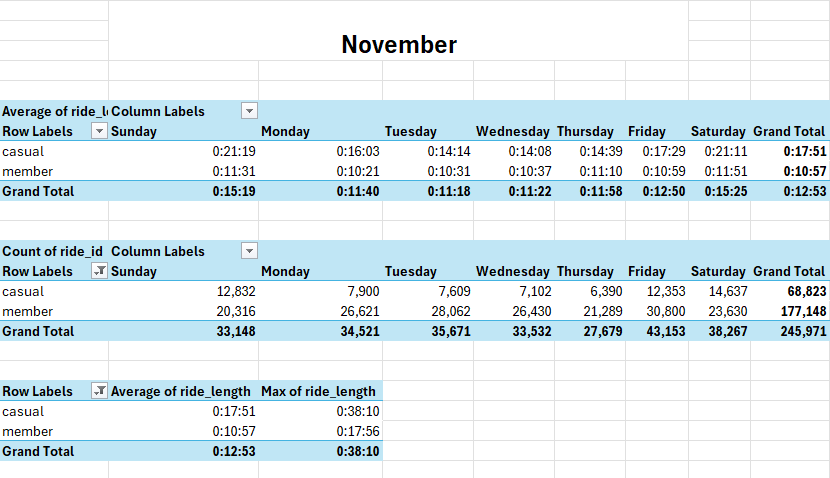 November
Average of ride_l Column Labels
Row Labels Sunday Monday Tuesday Wednesday Thursday Friday Saturday Grand Total
casual 0:21:19 0:16:03 0:14:14 0:14:08 0:14:39 0:17:29 0:21:11 0:17:51
member 0:11:31 0:10:21 0:10:31 0:10:37 0:11:10 0:10:59 0:11:51 0:10:57
Grand Total 0:15:19 0:11:40 0:11:18 0:11:22 0:11:58 0:12:50 0:15:25 0:12:53
Count of ride_id Column Labels
Row Labels Sunday Monday Tuesday Wednesday Thursday Friday Saturday Grand Total
casual 12,832 7,900 7,609 7,102 6,390 12,353 14,637 68,823
member 20,316 26,621 28,062 26,430 21,289 30,800 23,630 177,148
Grand Total 33,148 34,521 35,671 33,532 27,679 43,153 38,267 245,971
Row Labels Average of ride_length Max of ride_length
casual 0:17:51 0:38:10
member 0:10:57 0:17:56
Grand Total 0:12:53 0:38:10